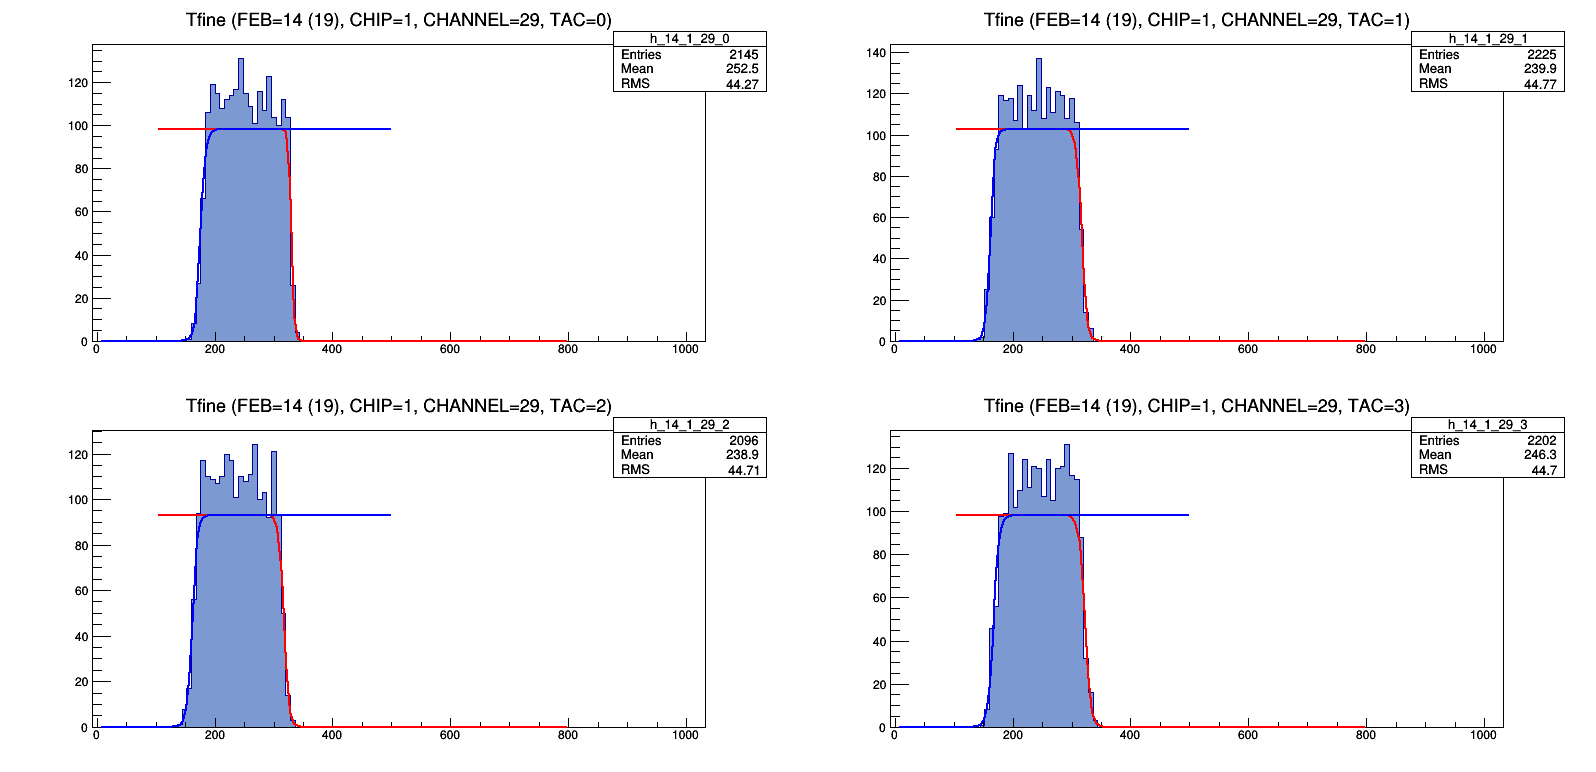 Tfine (FEB=14 (19), CHIP=1, CHANNEL=29, TAC=0)
h_14_1_29_0
Entries 2145
Mean 252.5
RMS 44.27
120
100
80
60
40
20
0
0 200 400 600 800 1000
Tfine (FEB=14 (19), CHIP=1, CHANNEL=29, TAC=1)
h_14_1_29_1
Entries 2225
Mean 239.9
RMS 44.77
140
120
100
80
60
40
20
0
0 200 400 600 800 1000
Tfine (FEB=14 (19), CHIP=1, CHANNEL=29, TAC=2)
h_14_1_29_2
Entries 2096
Mean 238.9
RMS 44.71
120
100
80
60
40
20
0
0 200 400 600 800 1000
Tfine (FEB=14 (19), CHIP=1, CHANNEL=29, TAC=3)
h_14_1_29_3
Entries 2202
Mean 246.3
RMS 44.7
120
100
80
60
40
20
0
0 200 400 600 800 1000